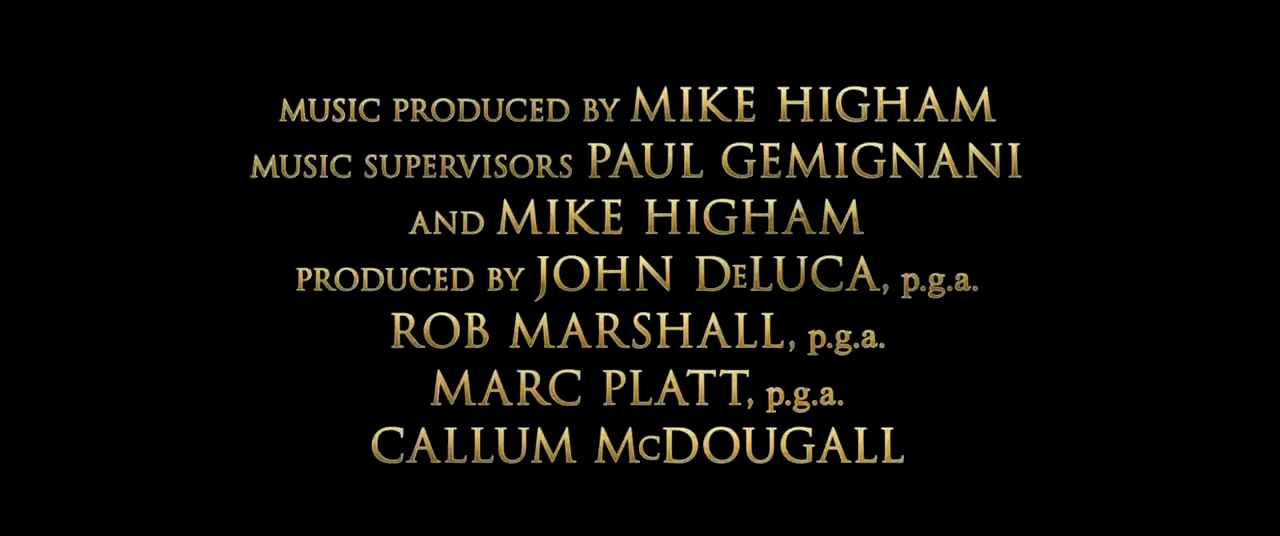 MUSIC PRODUCED BY MIKE HIGHAM
MUSIC SUPERVISORS PAUL GEMIGNANI
AND MIKE HIGHAM
PRODUCED BY JOHN DeLUCA, p.g.a.
ROB MARSHALL, p.g.a.
MARC PLATT, p.g.a.
CALLUM McDOUGALL